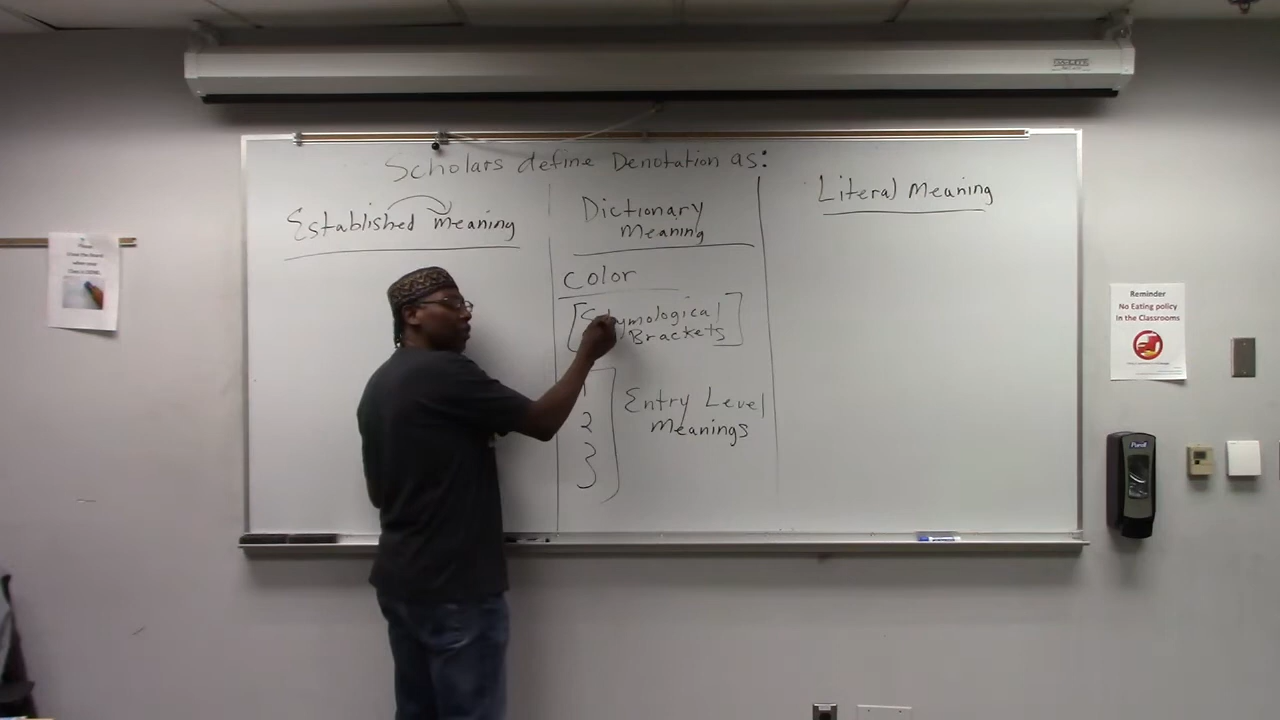 Scholars define Denotation as:
Established meaning
Dictionary
Meaning
Literal Meaning
Color
Brackets
1
2
3
Entry Level
Meanings
Reminder
No Eating policy
In the Classrooms
Purell